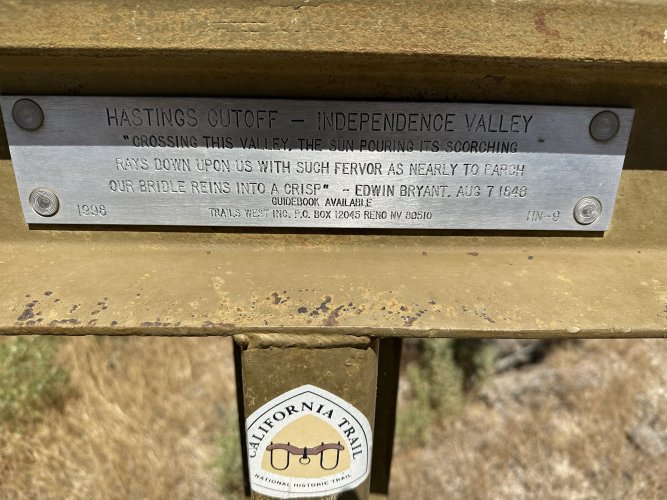 HASTINGS CUTOFF – INDEPENDENCE VALLEY
"CROSSING THIS VALLEY, THE SUN POURING ITS SCORCHING
RAYS DOWN UPON US WITH SUCH FERVOR AS NEARLY TO PARCH
OUR BRIDLE REINS INTO A CRISP" – EDWIN BRYANT, AUG 7 1846
GUIDEBOOK AVAILABLE
TRAILS WEST INC. P.O. BOX 12045 RENO NV 89510
1998
HN-9
CALIFORNIA TRAIL
NATIONAL HISTORIC TRAIL